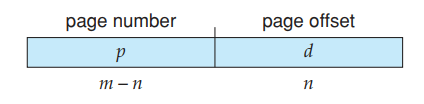 page number page offset
p d
m – n n